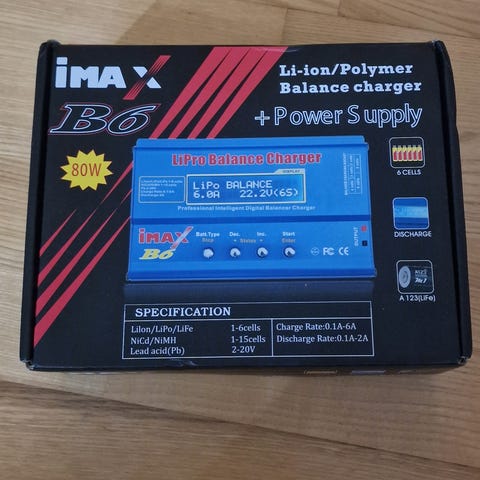 iMAX
B6
80W
Li-ion/Polymer
Balance charger
+Power Supply
6 CELLS
DISCHARGE
A 123(LiFe)
LiPro Balance Charger
DISPLAY
LiPo BALANCE
6.0A 22.2V(6S)
Professional Intelligent Digital Balancer Charger
iMAX
B6
Batt.Type Dec. Inc. Start
Stop Status Enter
CE
OUTPUT
SPECIFICATION
LiIon/LiPo/LiFe 1-6cells
NiCd/NiMH 1-15cells
Lead acid(Pb) 2-20V
Charge Rate:0.1A-6A
Discharge Rate:0.1A-2A